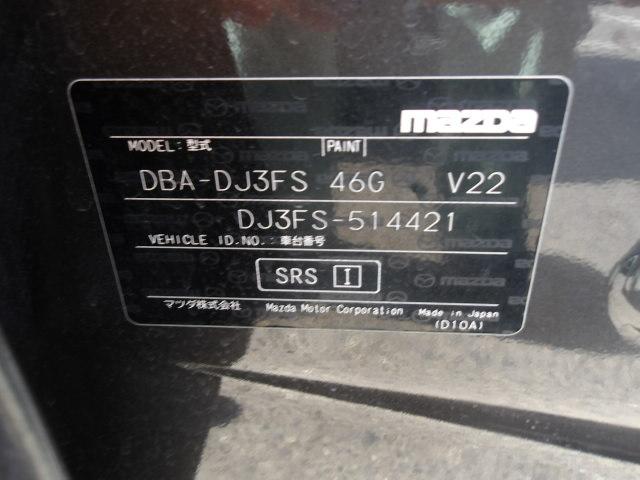 mazda
MODEL:型式 PAINT
DBA-DJ3FS 46G V22
DJ3FS-514421
VEHICLE ID.NO.:車台番号
SRS I
マツダ株式会社 Mazda Motor Corporation Made in Japan
(D10A)